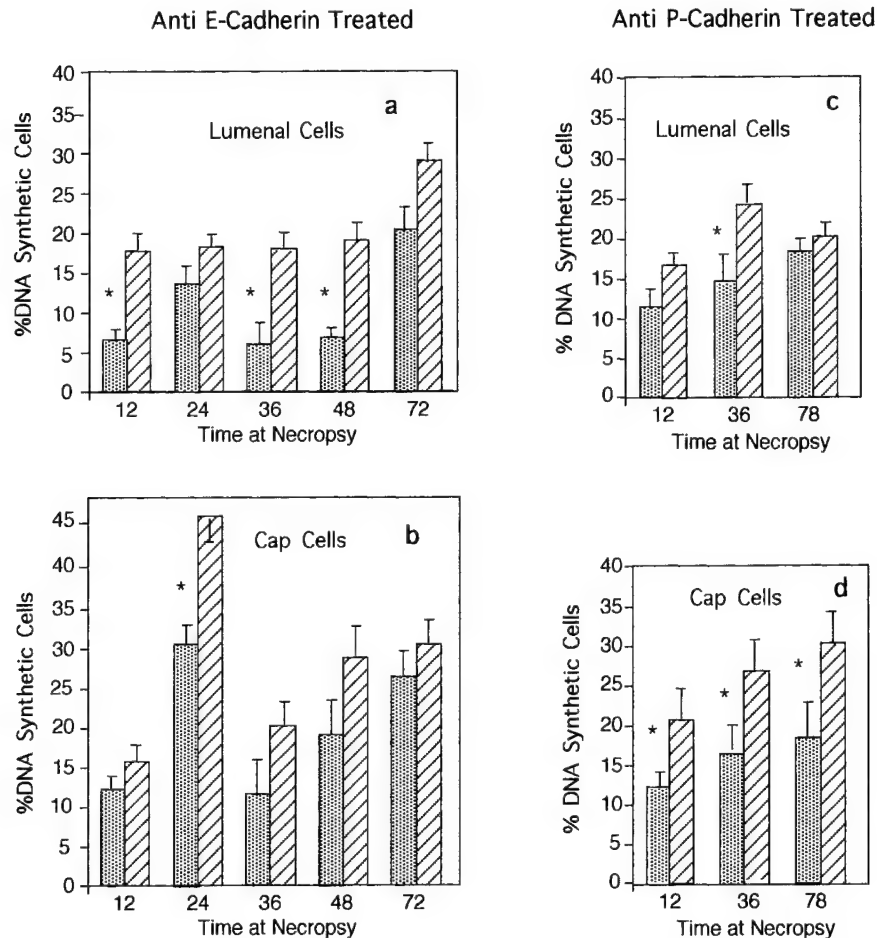 Anti E-Cadherin Treated
Anti P-Cadherin Treated
%DNA Synthetic Cells
40
35
30
25
20
15
10
5
0
a
Lumenal Cells
*
*
*
12 24 36 48 72
Time at Necropsy
% DNA Synthetic Cells
40
35
30
25
20
15
10
5
0
c
Lumenal Cells
*
12 36 78
Time at Necropsy
%DNA Synthetic Cells
45
40
35
30
25
20
15
10
5
0
b
Cap Cells
*
12 24 36 48 72
Time at Necropsy
% DNA Synthetic Cells
40
35
30
25
20
15
10
5
0
d
Cap Cells
*
*
*
12 36 78
Time at Necropsy